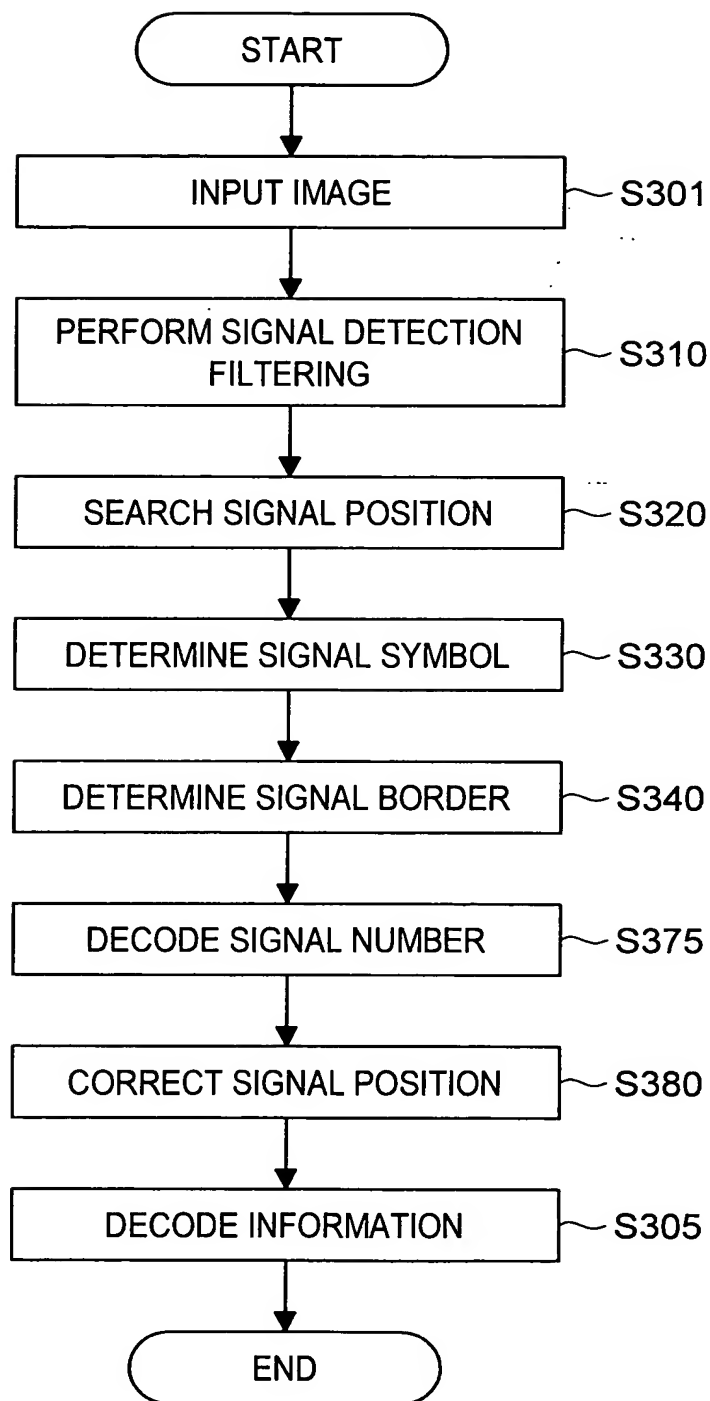 START
INPUT IMAGE
S301
PERFORM SIGNAL DETECTION
FILTERING
S310
SEARCH SIGNAL POSITION
S320
DETERMINE SIGNAL SYMBOL
S330
DETERMINE SIGNAL BORDER
S340
DECODE SIGNAL NUMBER
S375
CORRECT SIGNAL POSITION
S380
DECODE INFORMATION
S305
END